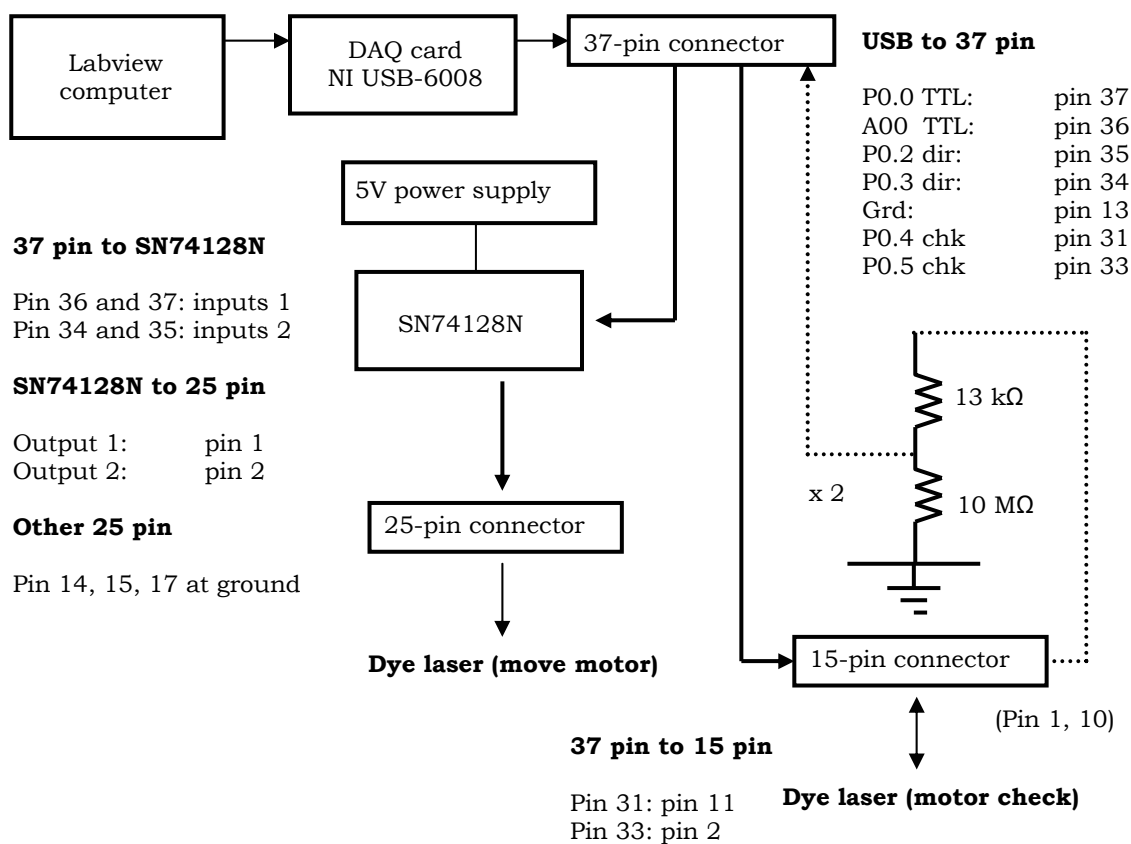 Labview
computer
DAQ card
NI USB-6008
37-pin connector
USB to 37 pin
P0.0 TTL: pin 37
A00 TTL: pin 36
P0.2 dir: pin 35
P0.3 dir: pin 34
Grd: pin 13
P0.4 chk pin 31
P0.5 chk pin 33
5V power supply
37 pin to SN74128N
Pin 36 and 37: inputs 1
Pin 34 and 35: inputs 2
SN74128N
SN74128N to 25 pin
Output 1: pin 1
Output 2: pin 2
13 kΩ
x 2
10 MΩ
Other 25 pin
Pin 14, 15, 17 at ground
25-pin connector
Dye laser (move motor)
15-pin connector
(Pin 1, 10)
37 pin to 15 pin
Pin 31: pin 11
Pin 33: pin 2
Dye laser (motor check)